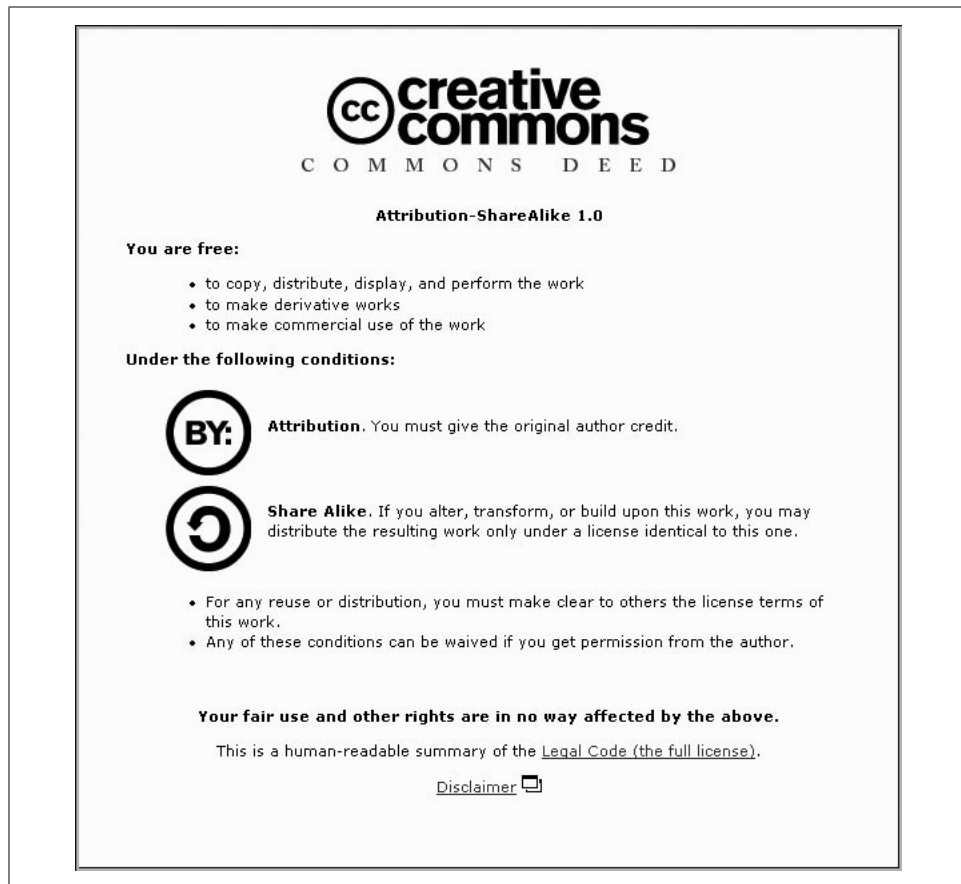 cc creative
commons
COMMONS DEED
Attribution-ShareAlike 1.0
You are free:
• to copy, distribute, display, and perform the work
• to make derivative works
• to make commercial use of the work
Under the following conditions:
BY: Attribution. You must give the original author credit.
Share Alike. If you alter, transform, or build upon this work, you may
distribute the resulting work only under a license identical to this one.
• For any reuse or distribution, you must make clear to others the license terms of
this work.
• Any of these conditions can be waived if you get permission from the author.
Your fair use and other rights are in no way affected by the above.
This is a human-readable summary of the Legal Code (the full license).
Disclaimer